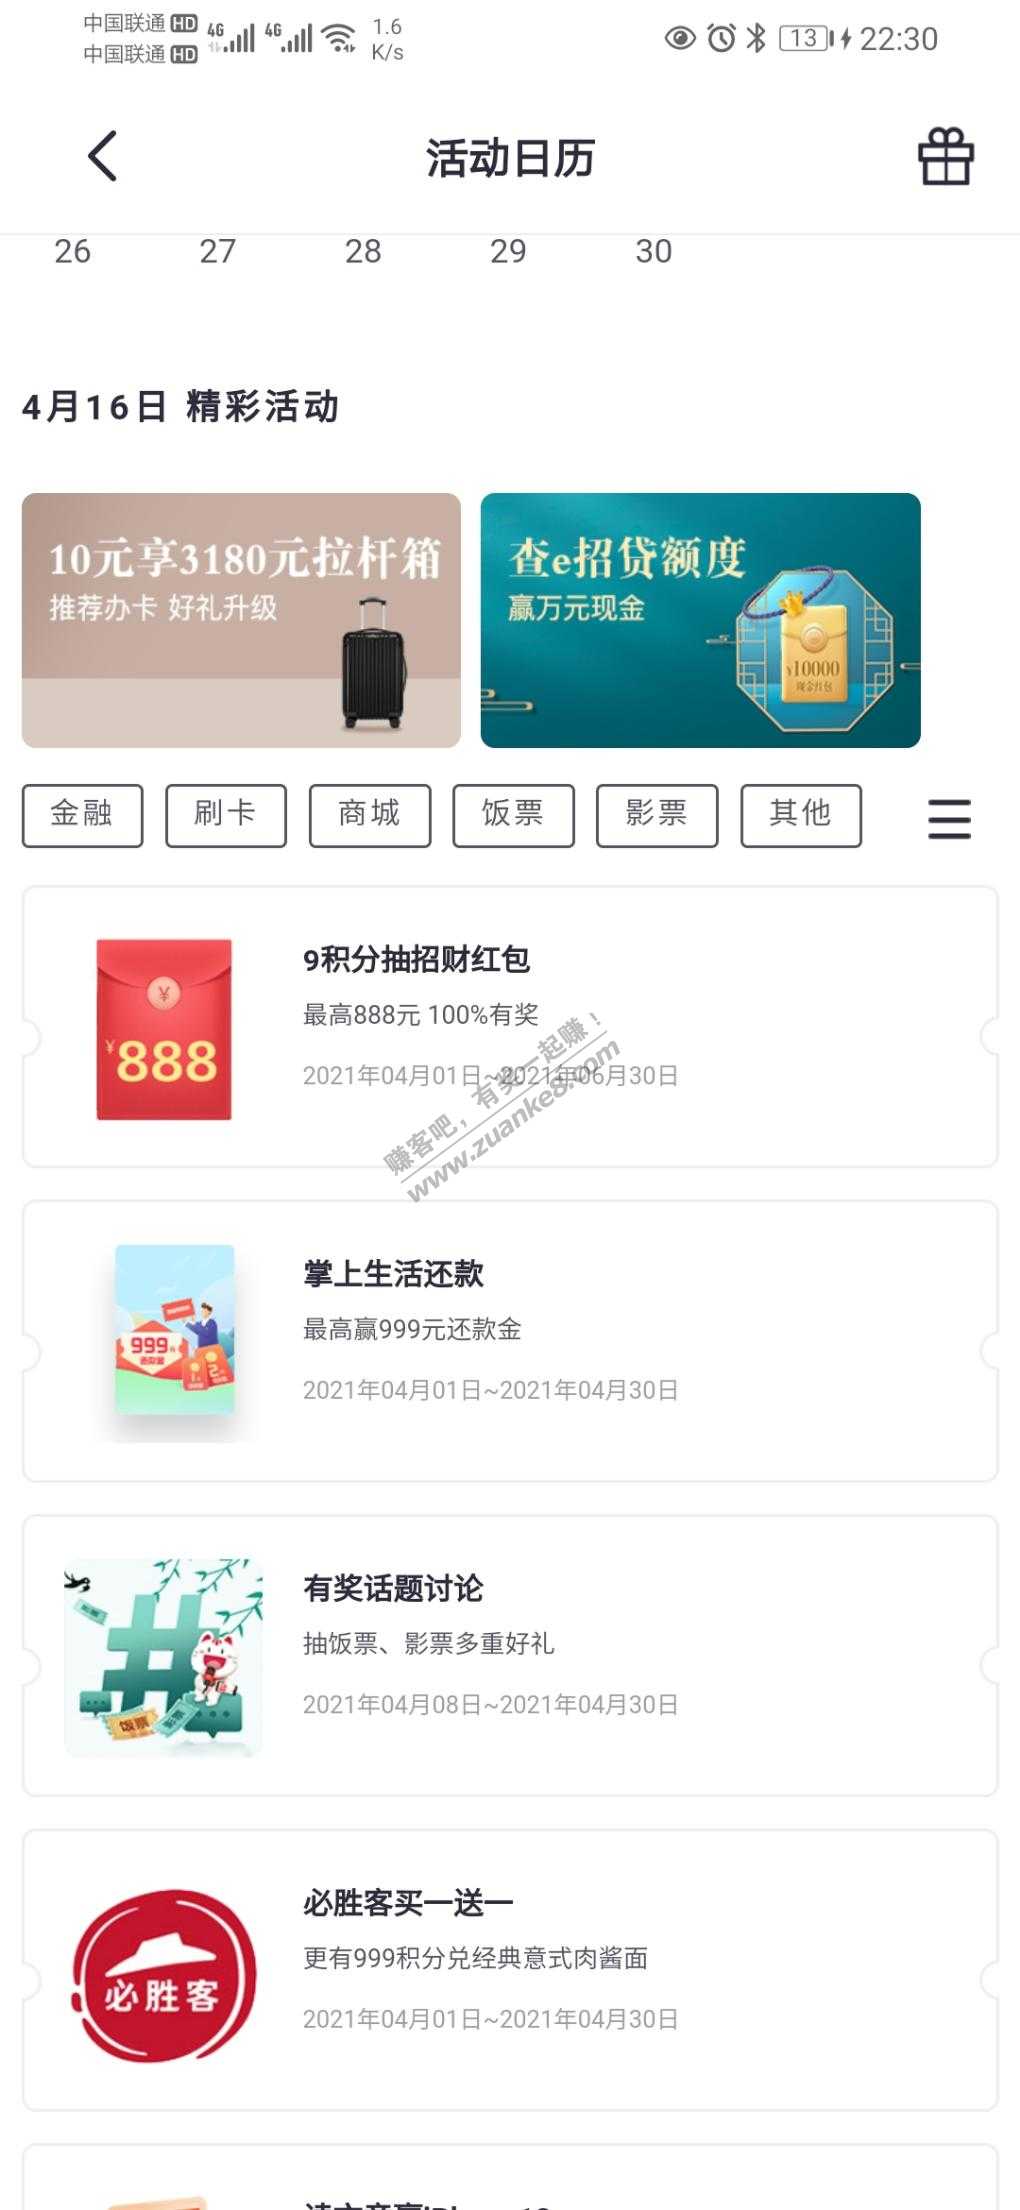 中国联通 HD 4G 4G 1.6 K/s 13 22:30
中国联通 HD
活动日历
26 27 28 29 30
4月16日 精彩活动
10元享3180元拉杆箱
推荐办卡 好礼升级
查e招贷额度
赢万元现金
¥10000
现金红包
金融 刷卡 商城 饭票 影票 其他
9积分抽招财红包
最高888元 100%有奖
2021年04月01日~2021年06月30日
¥
¥888
赚客吧，有奖一起赚！
www.zuanke8.com
掌上生活还款
最高赢999元还款金
2021年04月01日~2021年04月30日
999元
还款金
有奖话题讨论
抽饭票、影票多重好礼
2021年04月08日~2021年04月30日
饭票
影票
必胜客买一送一
更有999积分兑经典意式肉酱面
2021年04月01日~2021年04月30日
必胜客